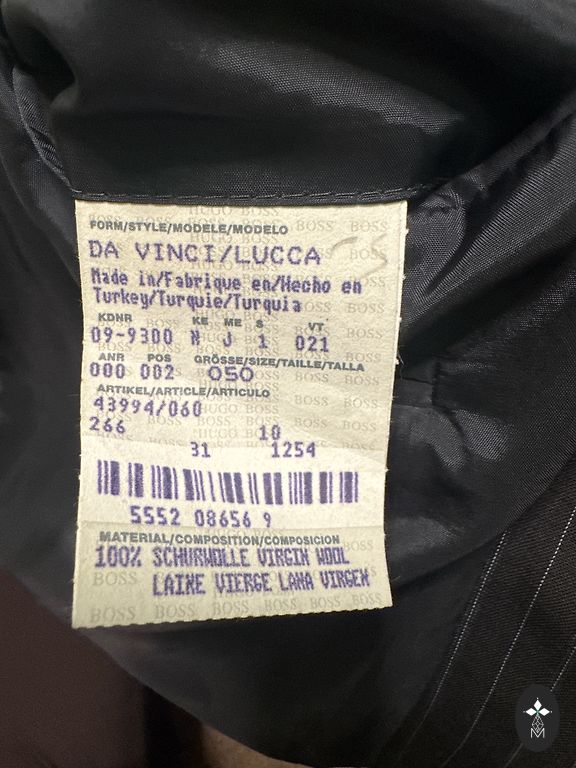 FORM/STYLE/MODELE/MODELO
DA VINCI/LUCCA
Made in/Fabrique en/Hecho en
Turkey/Turquie/Turquia
KDNR KE ME S VT
09-9300 N J 1 021
ANR POS GRÖSSE/SIZE/TAILLE/TALLA
000 002 050
ARTIKEL/ARTICLE/ARTICULO
43994/060
266 10
31 1254
5552 08656 9
MATERIAL/COMPOSITION/COMPOSICION
100% SCHURWOLLE VIRGIN WOOL
LAINE VIERGE LANA VIRGEN
HUGO BOSS
M